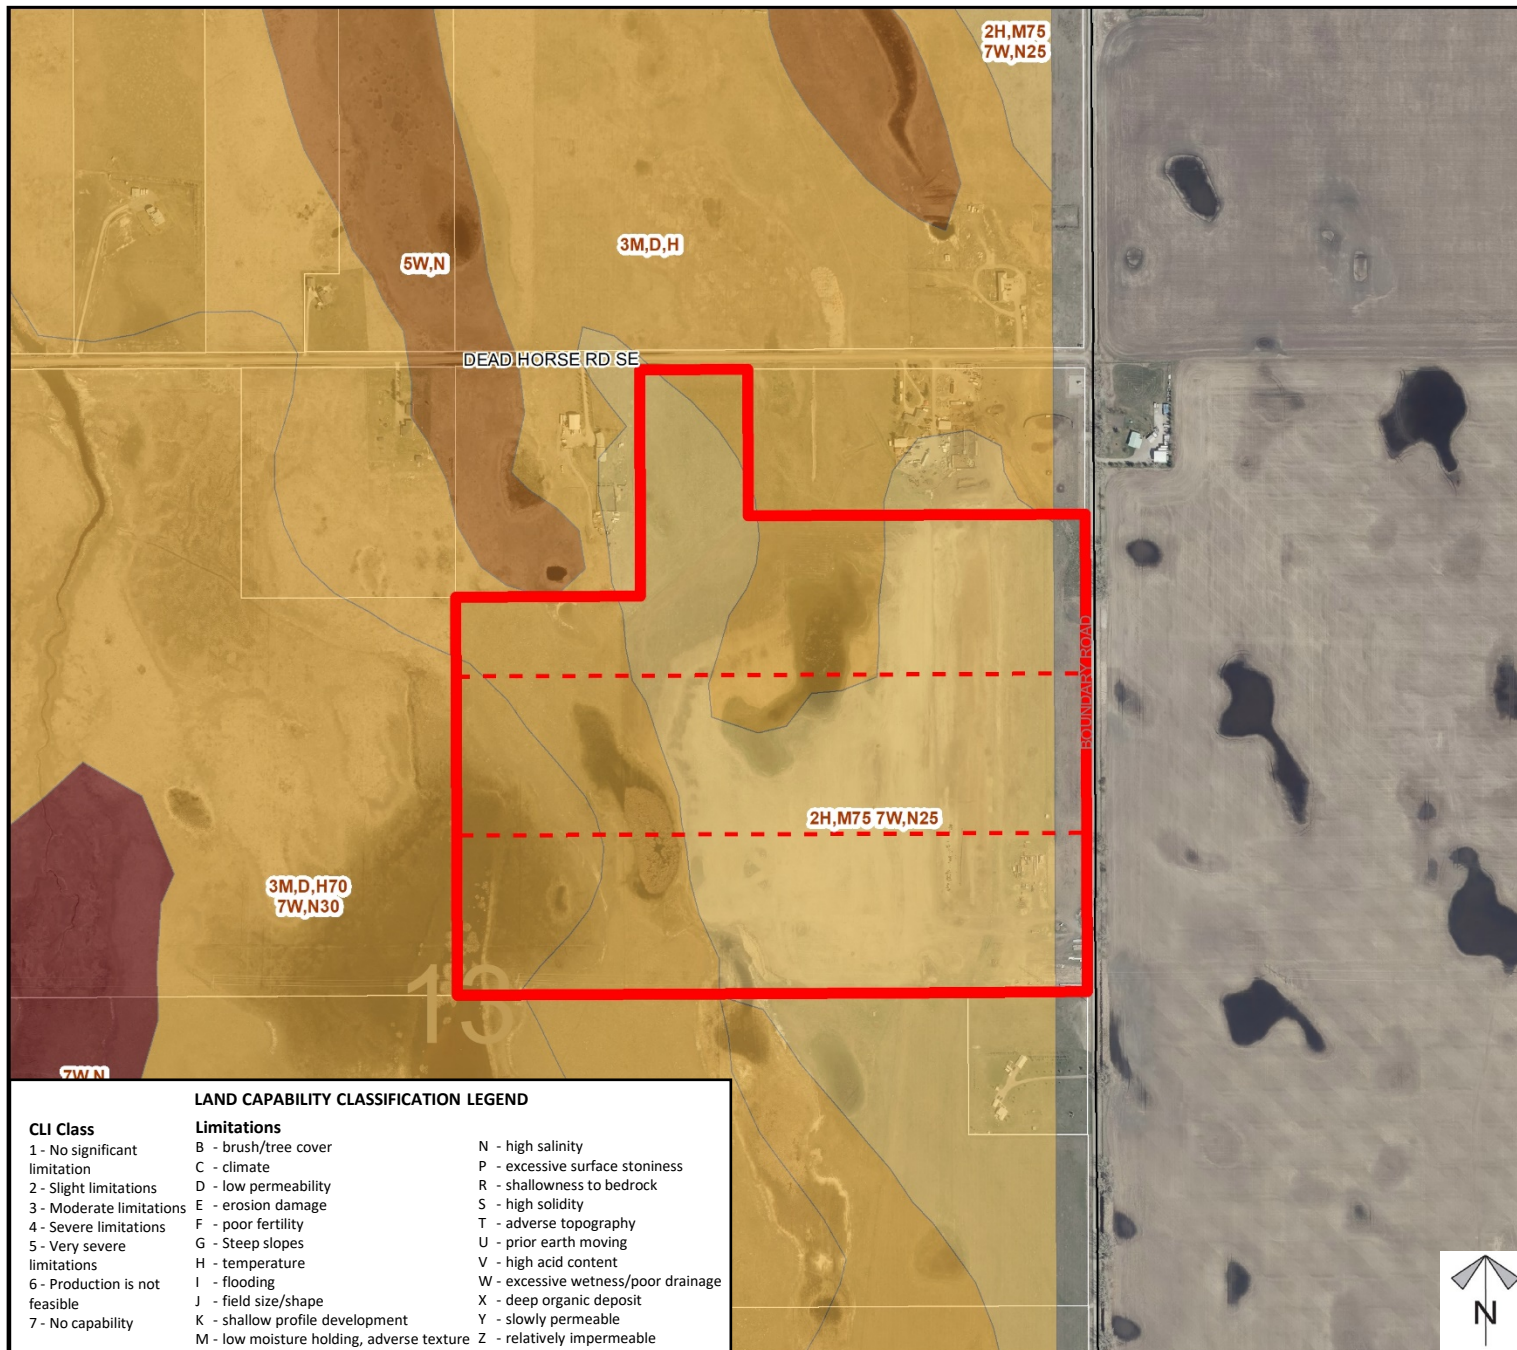 2H,M75
7W,N25
3M,D,H
5W,N
DEAD HORSE RD SE
BOUNDARY ROAD
2H,M75 7W,N25
3M,D,H70
7W,N30
13
7W,N
LAND CAPABILITY CLASSIFICATION LEGEND
CLI Class
1 - No significant
limitation
2 - Slight limitations
3 - Moderate limitations
4 - Severe limitations
5 - Very severe
limitations
6 - Production is not
feasible
7 - No capability
Limitations
B - brush/tree cover
C - climate
D - low permeability
E - erosion damage
F - poor fertility
G - Steep slopes
H - temperature
I - flooding
J - field size/shape
K - shallow profile development
M - low moisture holding, adverse texture
N - high salinity
P - excessive surface stoniness
R - shallowness to bedrock
S - high solidity
T - adverse topography
U - prior earth moving
V - high acid content
W - excessive wetness/poor drainage
X - deep organic deposit
Y - slowly permeable
Z - relatively impermeable
N